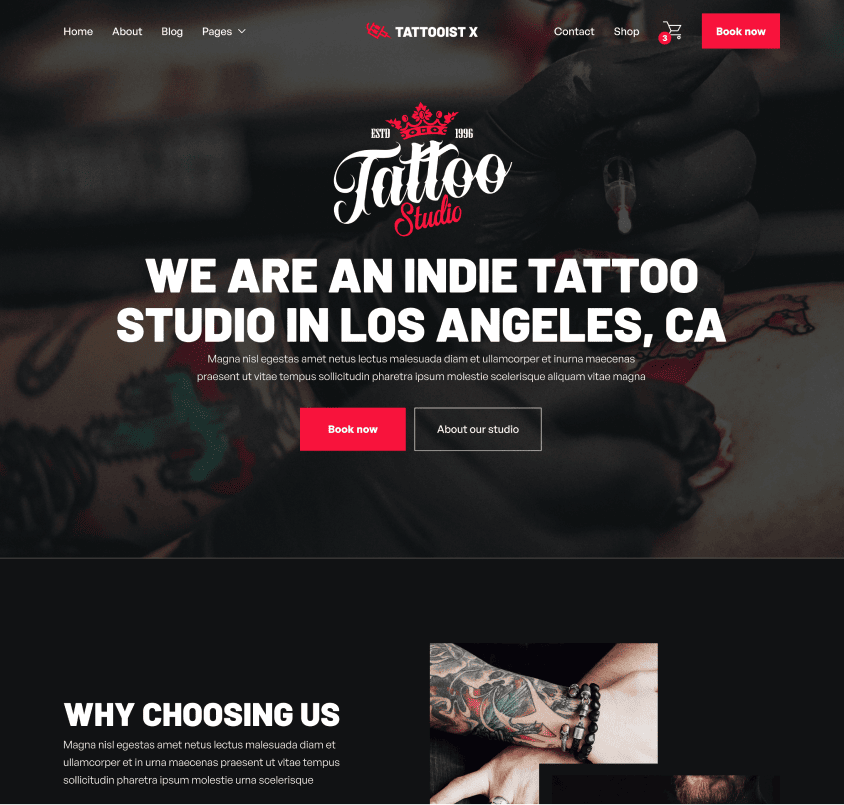 Home About Blog Pages TATTOOIST X Contact Shop 3 Book now
ESTD 1996
Tattoo
Studio
WE ARE AN INDIE TATTOO
STUDIO IN LOS ANGELES, CA
Magna nisl egestas amet netus lectus malesuada diam et ullamcorper et inurna maecenas
praesent ut vitae tempus sollicitudin pharetra ipsum molestie scelerisque aliquam vitae magna
Book now About our studio
WHY CHOOSING US
Magna nisl egestas amet netus lectus malesuada diam et
ullamcorper et in urna maecenas praesent ut vitae tempus
sollicitudin pharetra ipsum molestie urna scelerisque